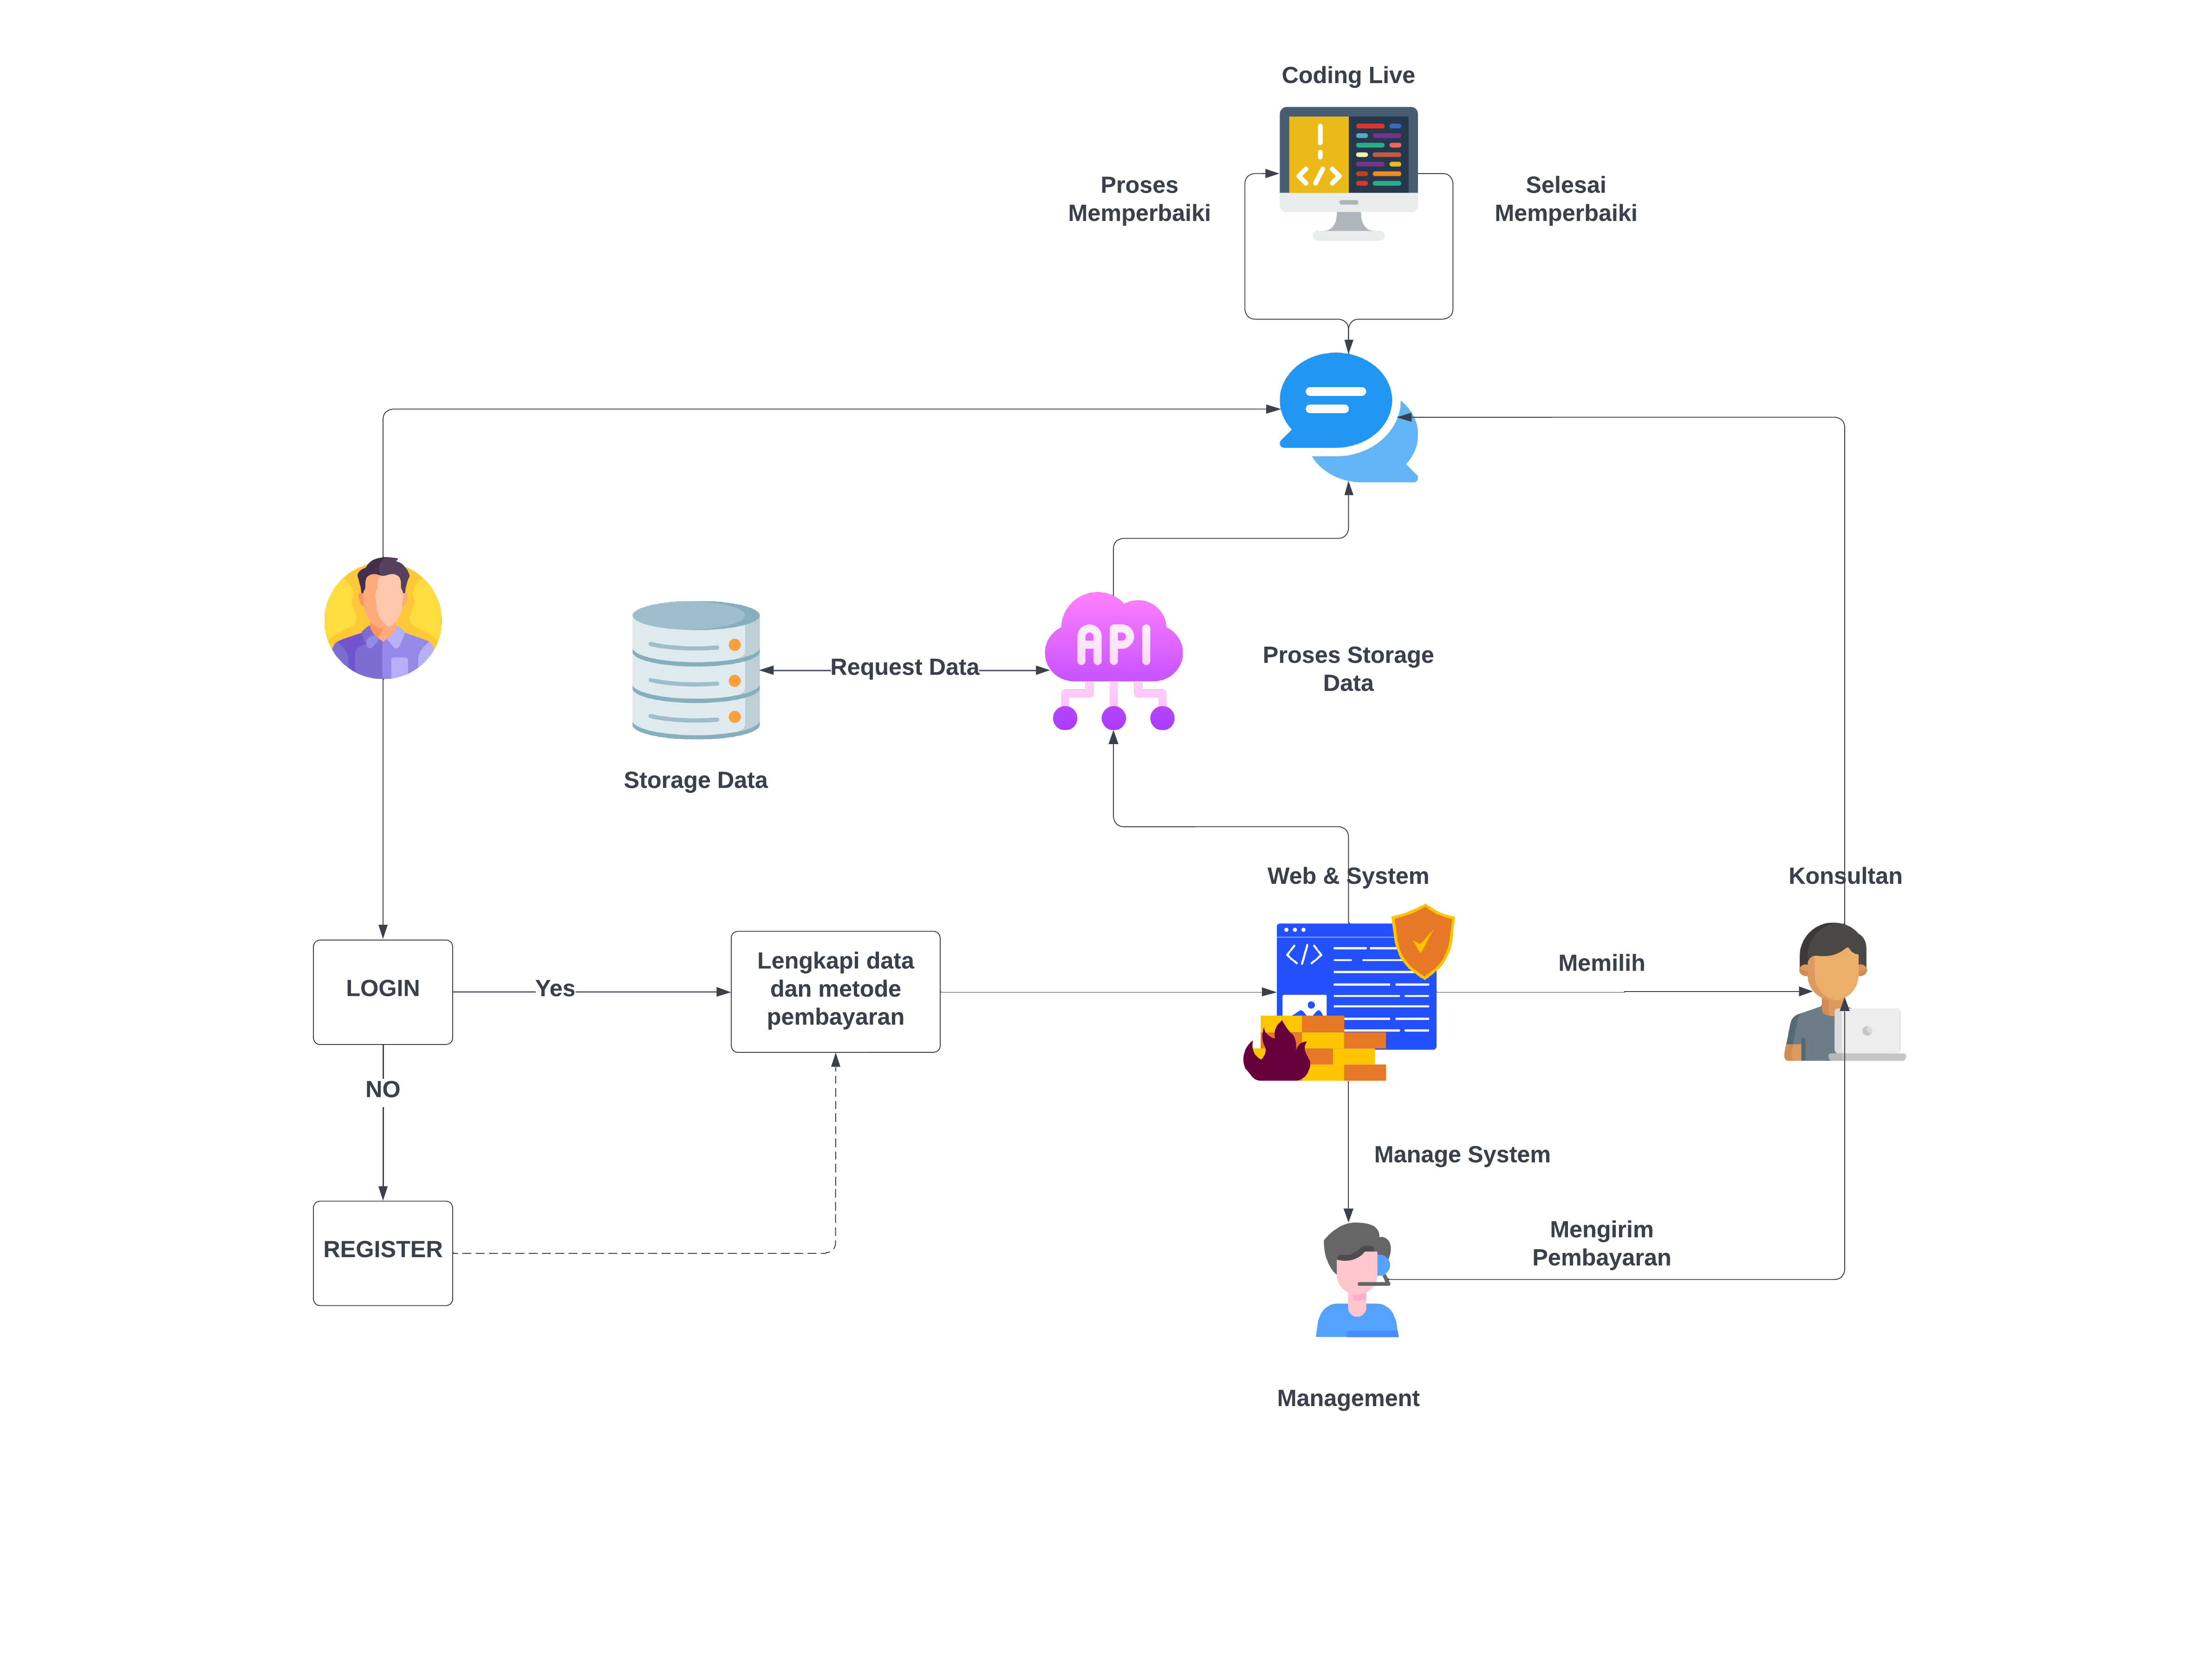 Coding Live
Proses
Memperbaiki
Selesai
Memperbaiki
API
Request Data
Proses Storage
Data
Storage Data
Web & System
Konsultan
LOGIN
Yes
Lengkapi data
dan metode
pembayaran
Memilih
NO
Manage System
REGISTER
Mengirim
Pembayaran
Management